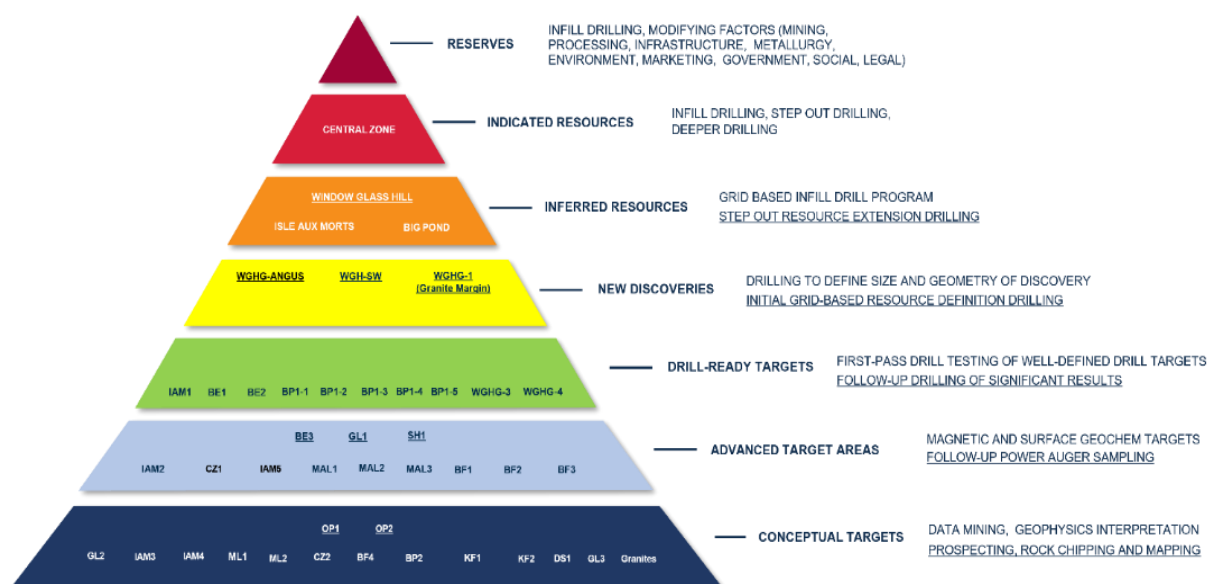 RESERVES
INFILL DRILLING, MODIFYING FACTORS (MINING,
PROCESSING, INFRASTRUCTURE, METALLURGY,
ENVIRONMENT, MARKETING, GOVERNMENT, SOCIAL, LEGAL)
CENTRAL ZONE
INDICATED RESOURCES
INFILL DRILLING, STEP OUT DRILLING,
DEEPER DRILLING
WINDOW GLASS HILL
ISLE AUX MORTS BIG POND
INFERRED RESOURCES
GRID BASED INFILL DRILL PROGRAM
STEP OUT RESOURCE EXTENSION DRILLING
WGHG-ANGUS WGH-SW WGHG-1
(Granite Margin)
NEW DISCOVERIES
DRILLING TO DEFINE SIZE AND GEOMETRY OF DISCOVERY
INITIAL GRID-BASED RESOURCE DEFINITION DRILLING
IAM1 BE1 BE2 BP1-1 BP1-2 BP1-3 BP1-4 BP1-5 WGHG-3 WGHG-4
DRILL-READY TARGETS
FIRST-PASS DRILL TESTING OF WELL-DEFINED DRILL TARGETS
FOLLOW-UP DRILLING OF SIGNIFICANT RESULTS
BE3 GL1 SH1
IAM2 CZ1 IAM5 MAL1 MAL2 MAL3 BF1 BF2 BF3
ADVANCED TARGET AREAS
MAGNETIC AND SURFACE GEOCHEM TARGETS
FOLLOW-UP POWER AUGER SAMPLING
OP1 OP2
GL2 IAM3 IAM4 ML1 ML2 CZ2 BF4 BP2 KF1 KF2 DS1 GL3 Granites
CONCEPTUAL TARGETS
DATA MINING, GEOPHYSICS INTERPRETATION
PROSPECTING, ROCK CHIPPING AND MAPPING